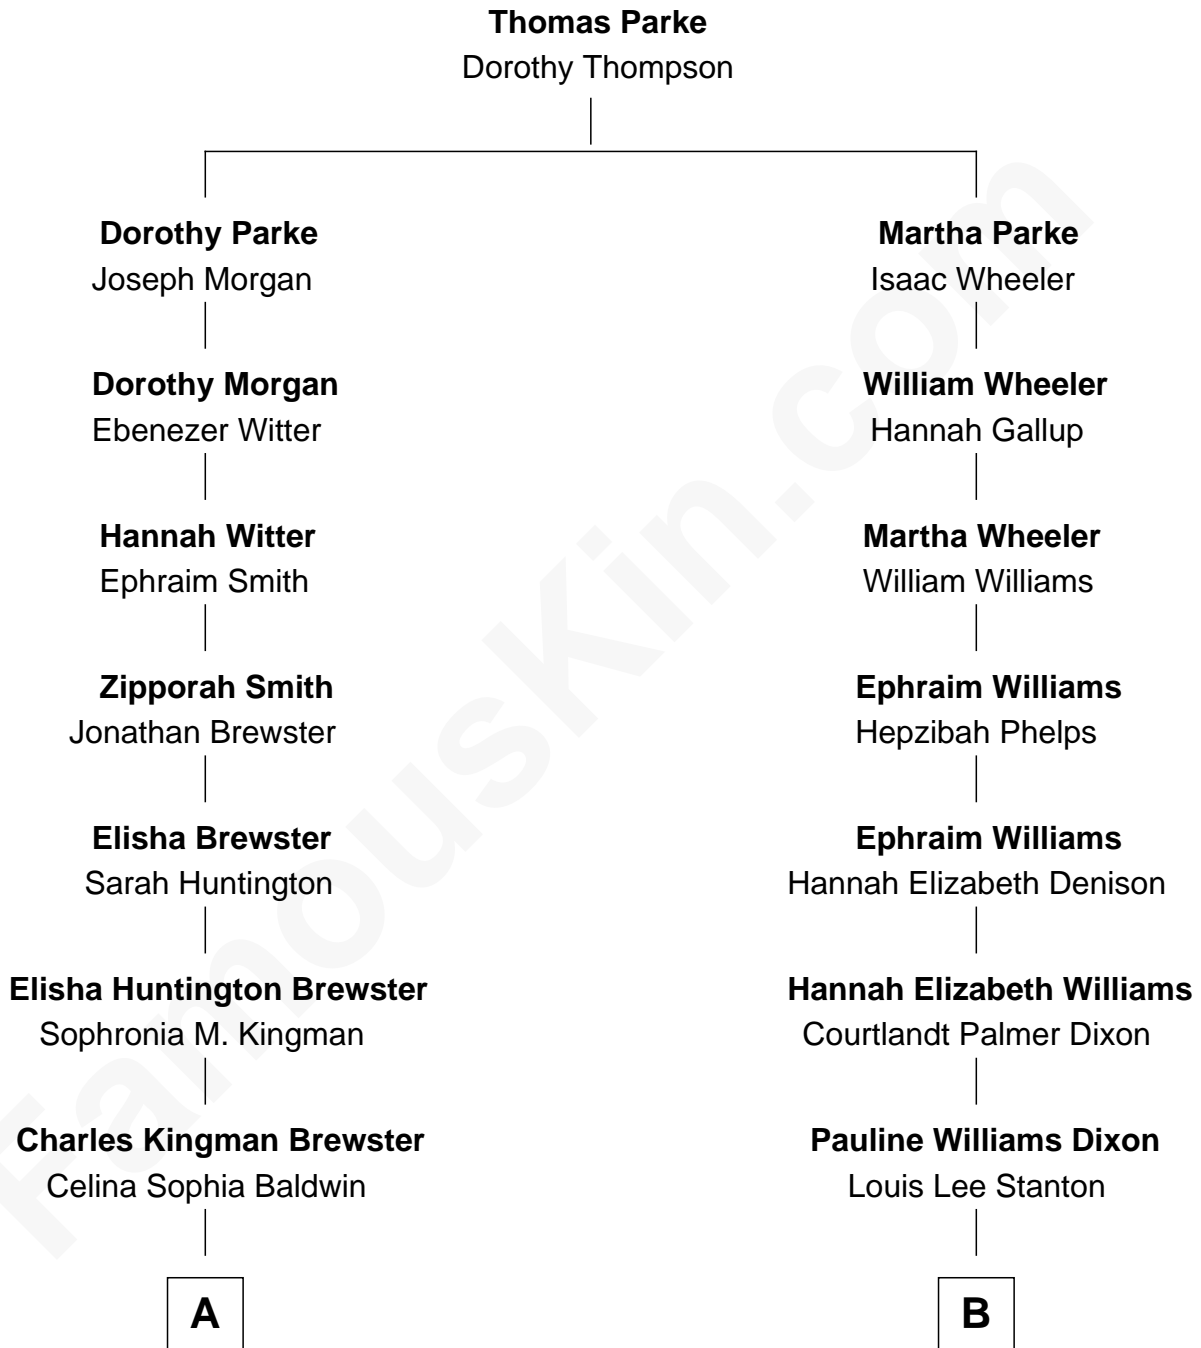 Thomas Parke
Dorothy Thompson
Dorothy Parke
Joseph Morgan
Martha Parke
Isaac Wheeler
Dorothy Morgan
Ebenezer Witter
William Wheeler
Hannah Gallup
Hannah Witter
Ephraim Smith
Martha Wheeler
William Williams
Zipporah Smith
Jonathan Brewster
Ephraim Williams
Hepzibah Phelps
Elisha Brewster
Sarah Huntington
Ephraim Williams
Hannah Elizabeth Denison
Elisha Huntington Brewster
Sophronia M. Kingman
Hannah Elizabeth Williams
Courtlandt Palmer Dixon
Charles Kingman Brewster
Celina Sophia Baldwin
Pauline Williams Dixon
Louis Lee Stanton
A
B
FamousKin.com